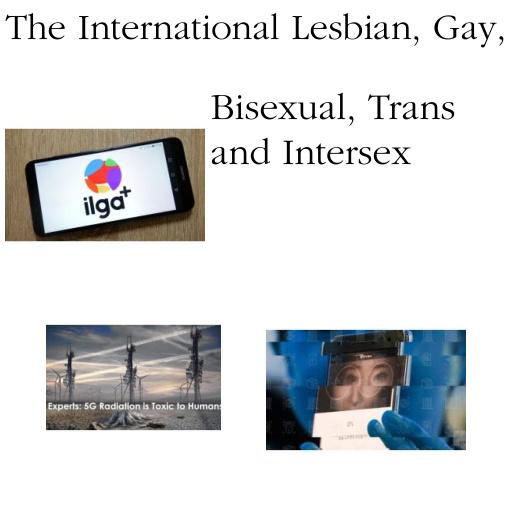 The International Lesbian, Gay,
Bisexual, Trans
and Intersex
ilga+
Experts: 5G Radiation is Toxic to Humans